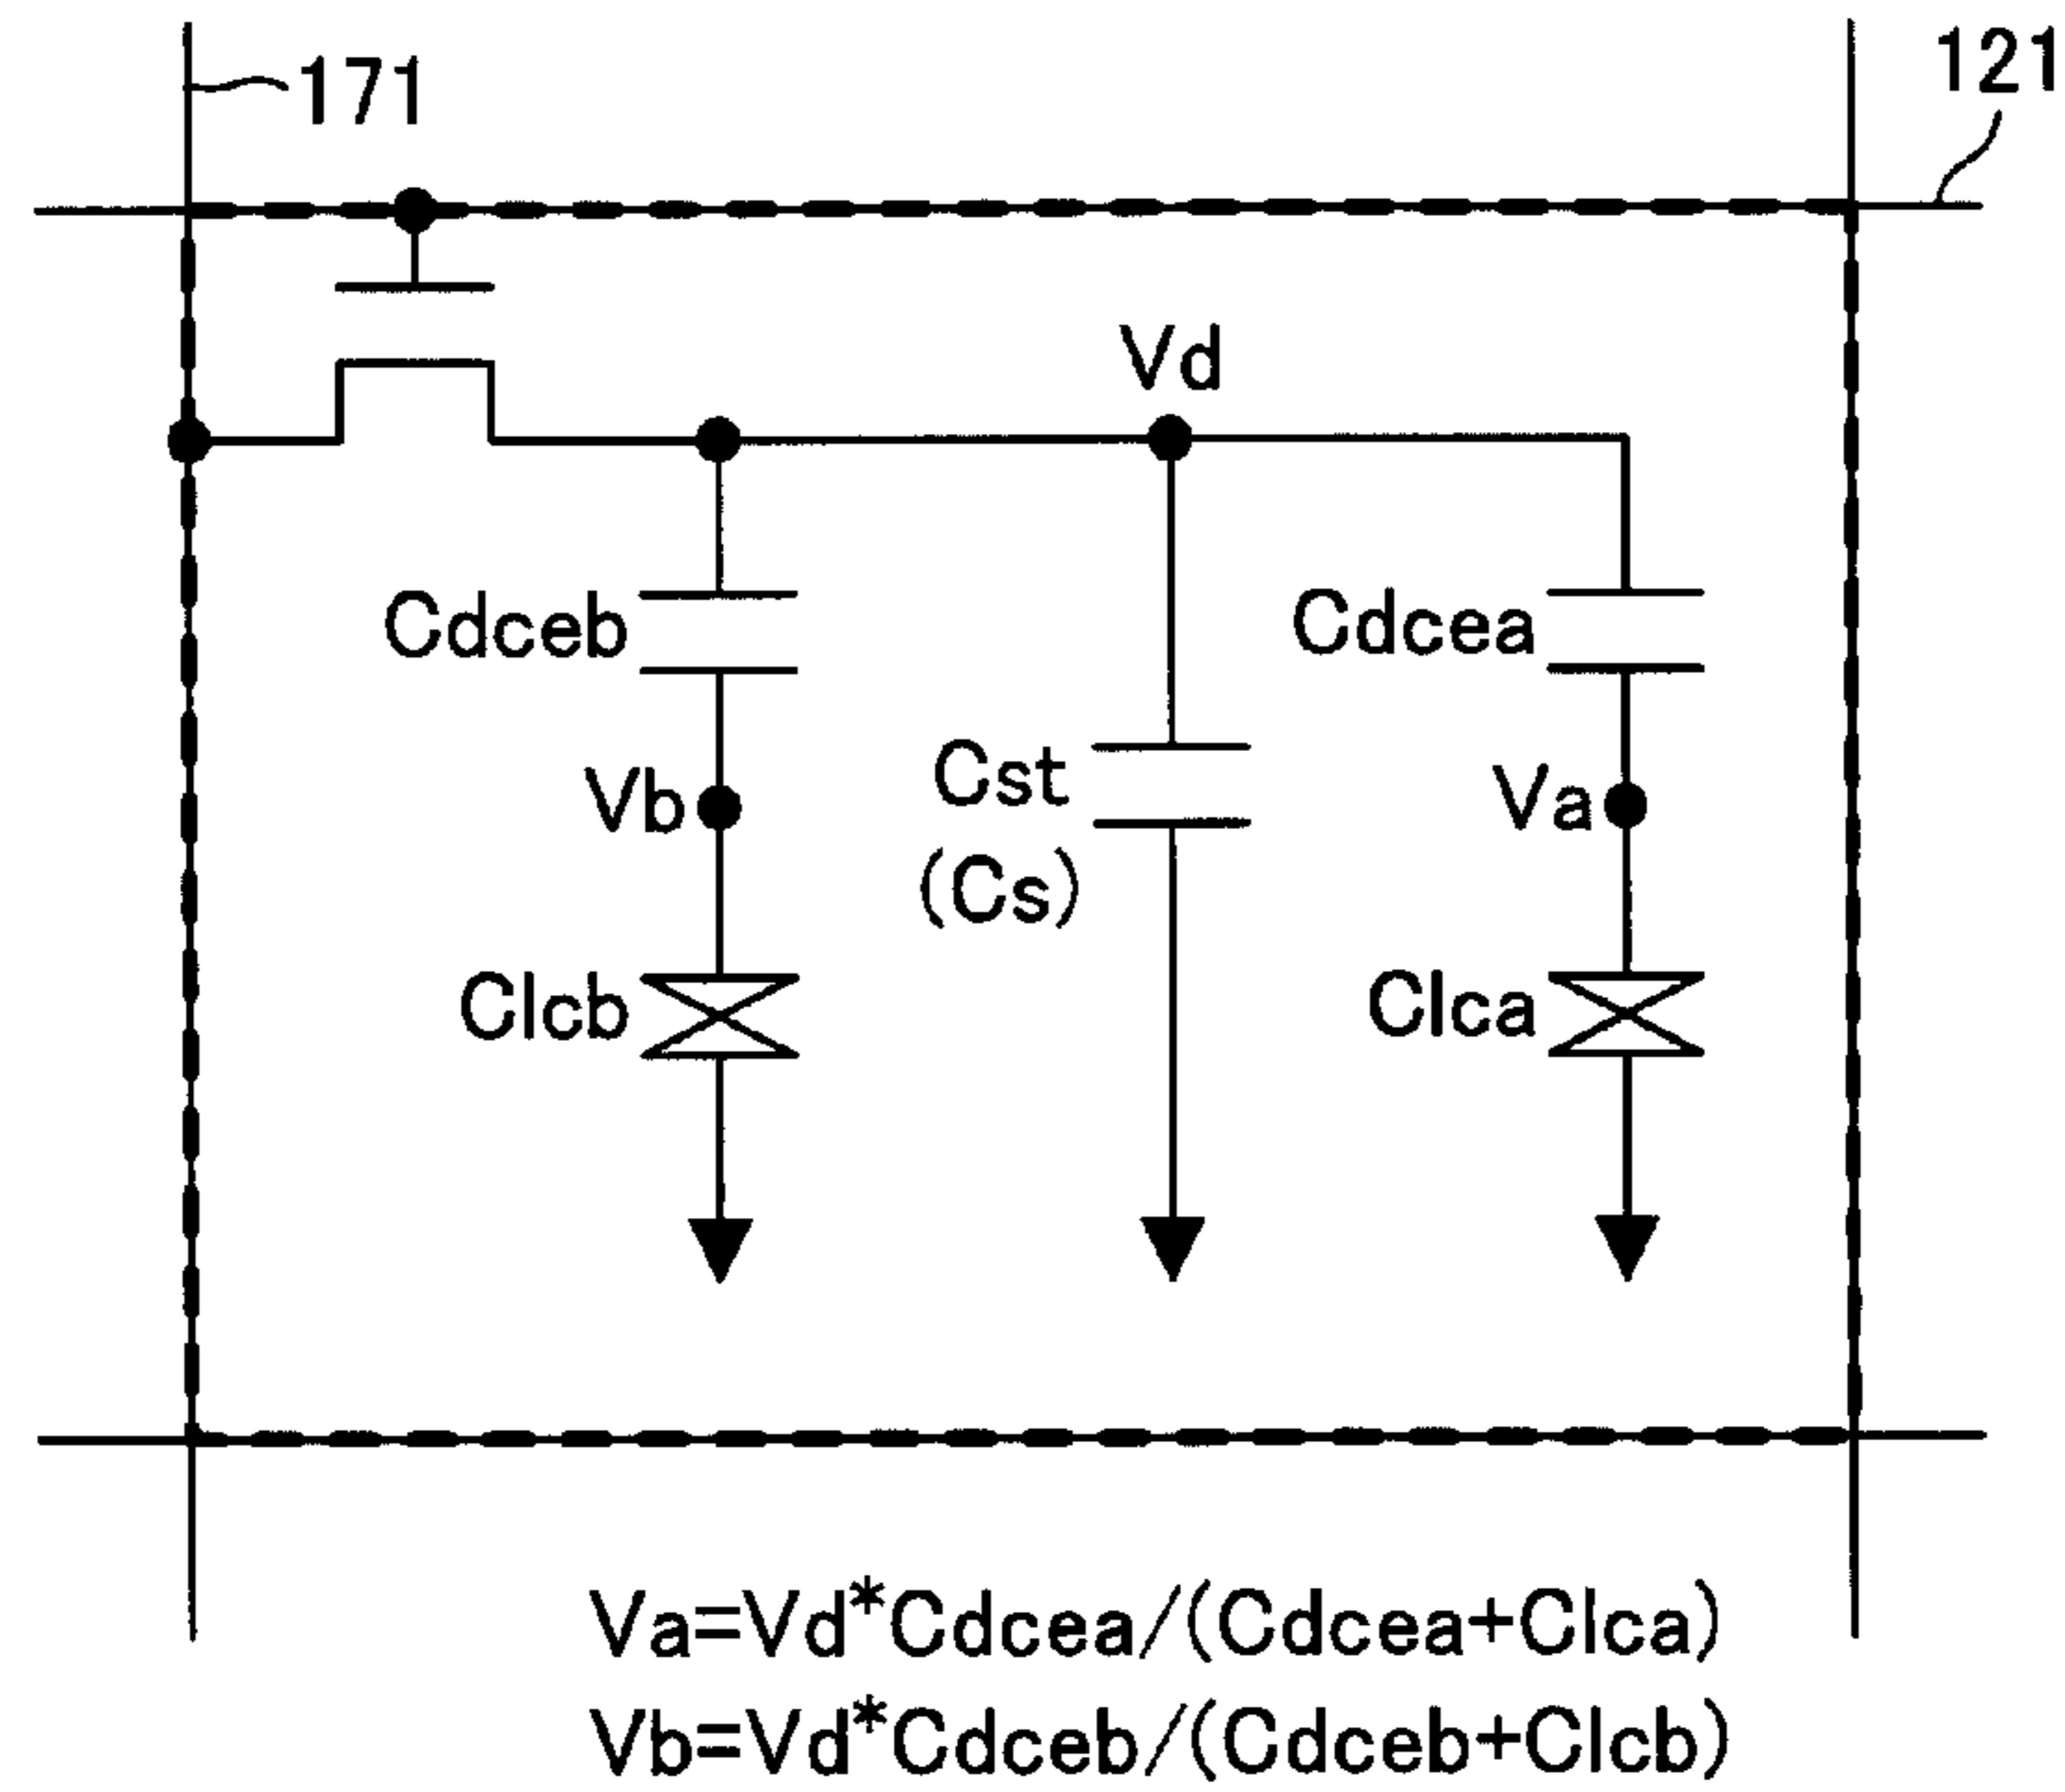 171
121
Vd
Cdceb
Cdcea
Vb
Cst
(Cs)
Va
Clcb
Clca
Va=Vd*Cdcea/(Cdcea+Clca)
Vb=Vd*Cdceb/(Cdceb+Clcb)